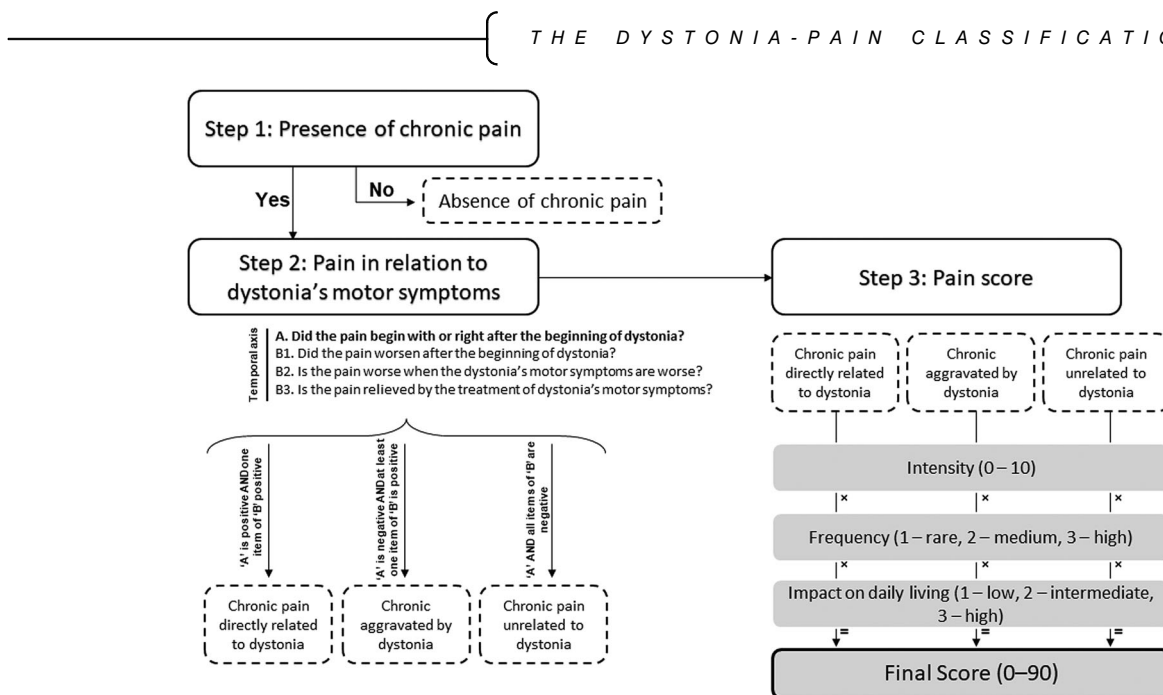 THE DYSTONIA-PAIN CLASSIFICATIO
Step 1: Presence of chronic pain
Yes
No
Absence of chronic pain
Step 2: Pain in relation to
dystonia's motor symptoms
Step 3: Pain score
Temporal axis
A. Did the pain begin with or right after the beginning of dystonia?
B1. Did the pain worsen after the beginning of dystonia?
B2. Is the pain worse when the dystonia's motor symptoms are worse?
B3. Is the pain relieved by the treatment of dystonia's motor symptoms?
'A' is positive AND one
item of 'B' positive
'A' is negative AND at least
one item of 'B' is positive
'A' AND all items of 'B' are
negative
Chronic pain
directly related
to dystonia
Chronic
aggravated by
dystonia
Chronic pain
unrelated to
dystonia
Chronic pain
directly related
to dystonia
Chronic
aggravated by
dystonia
Chronic pain
unrelated to
dystonia
Intensity (0 – 10)
× × ×
Frequency (1 – rare, 2 – medium, 3 – high)
× × ×
Impact on daily living (1 – low, 2 – intermediate,
3 – high)
= = =
Final Score (0–90)